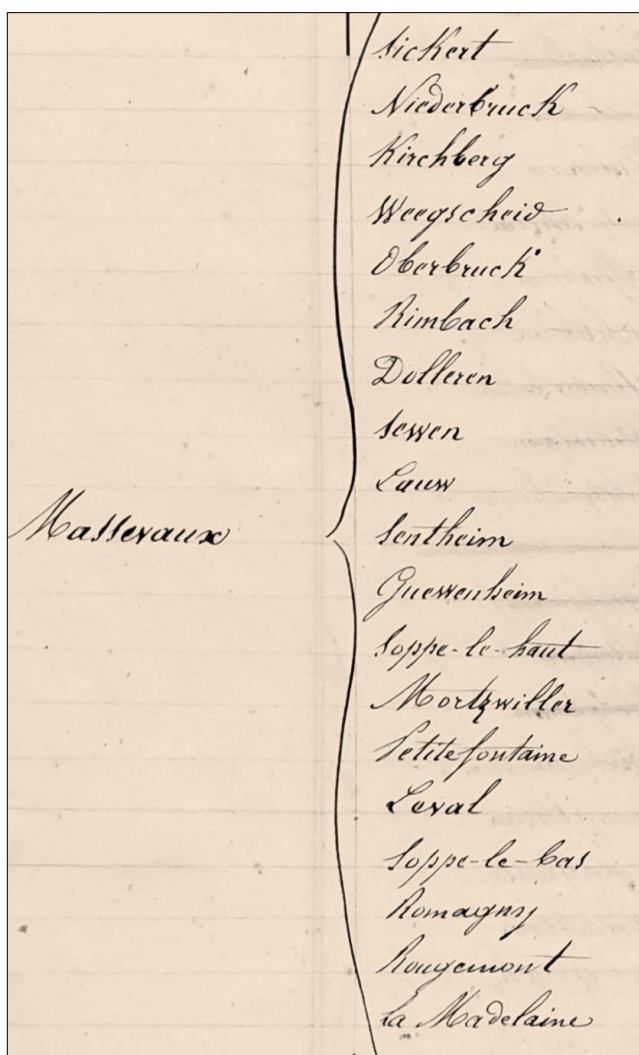 Sickert
Niederbruck
Kirchberg
Weegscheid
Oberbruck
Rimbach
Dolleren
Sewen
Lauw
Massevaux
Sentheim
Guewenheim
Soppe-le-haut
Mortzwiller
Petitefontaine
Leval
Soppe-le-bas
Romagny
Rougemont
La Madelaine